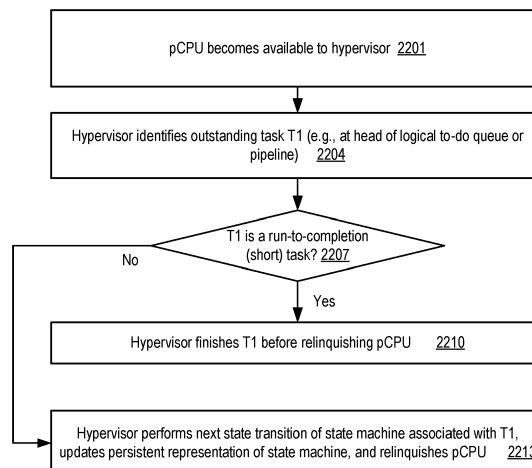 pCPU becomes available to hypervisor 2201
Hypervisor identifies outstanding task T1 (e.g., at head of logical to-do queue or
pipeline) 2204
T1 is a run-to-completion
(short) task? 2207
No
Yes
Hypervisor finishes T1 before relinquishing pCPU 2210
Hypervisor performs next state transition of state machine associated with T1,
updates persistent representation of state machine, and relinquishes pCPU 2213